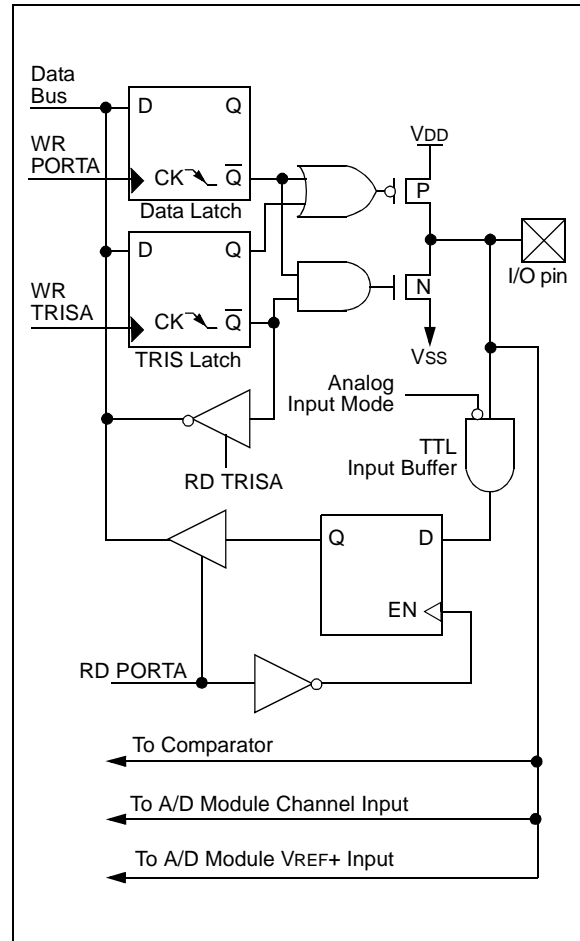 Data
Bus
D
Q
VDD
WR
PORTA
CK
Q
P
Data Latch
D
Q
I/O pin
WR
TRISA
N
CK
Q
VSS
TRIS Latch
Analog
Input Mode
TTL
Input Buffer
RD TRISA
Q
D
EN
RD PORTA
To Comparator
To A/D Module Channel Input
To A/D Module VREF+ Input